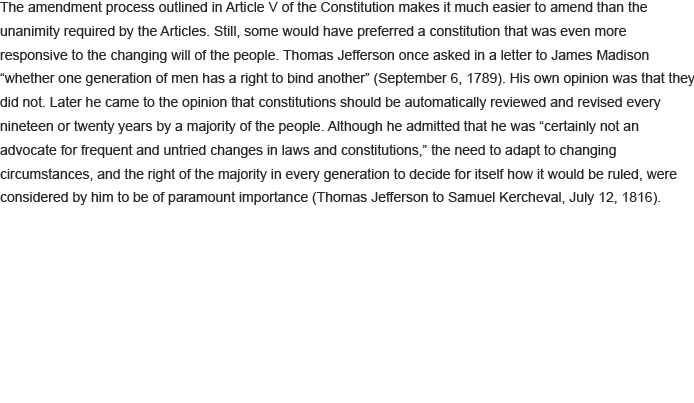 The amendment process outlined in Article V of the Constitution makes it much easier to amend than the
unanimity required by the Articles. Still, some would have preferred a constitution that was even more
responsive to the changing will of the people. Thomas Jefferson once asked in a letter to James Madison
“whether one generation of men has a right to bind another” (September 6, 1789). His own opinion was that they
did not. Later he came to the opinion that constitutions should be automatically reviewed and revised every
nineteen or twenty years by a majority of the people. Although he admitted that he was “certainly not an
advocate for frequent and untried changes in laws and constitutions,” the need to adapt to changing
circumstances, and the right of the majority in every generation to decide for itself how it would be ruled, were
considered by him to be of paramount importance (Thomas Jefferson to Samuel Kercheval, July 12, 1816).